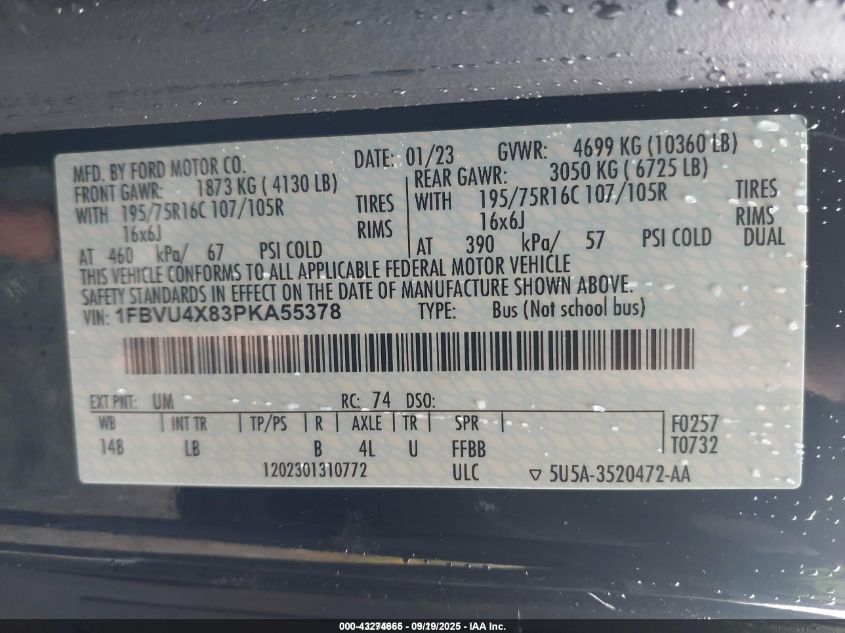 MFD. BY FORD MOTOR CO. DATE: 01/23 GVWR: 4699 KG (10360 LB)
FRONT GAWR: 1873 KG ( 4130 LB) REAR GAWR: 3050 KG ( 6725 LB)
WITH 195/75R16C 107/105R TIRES WITH 195/75R16C 107/105R TIRES
16x6J RIMS 16x6J RIMS
AT 460 kPa/ 67 PSI COLD AT 390 kPa/ 57 PSI COLD DUAL
THIS VEHICLE CONFORMS TO ALL APPLICABLE FEDERAL MOTOR VEHICLE
SAFETY STANDARDS IN EFFECT ON THE DATE OF MANUFACTURE SHOWN ABOVE.
VIN: 1FBVU4X83PKA55378 TYPE: Bus (Not school bus)
EXT PNT: UM RC: 74 DSO:
WB INT TR TP/PS R AXLE TR SPR F0257
148 LB B 4L U FFBB T0732
1202301310772 ULC ▽ 5U5A-3520472-AA
000-43274865 - 09/19/2025 - IAA Inc.